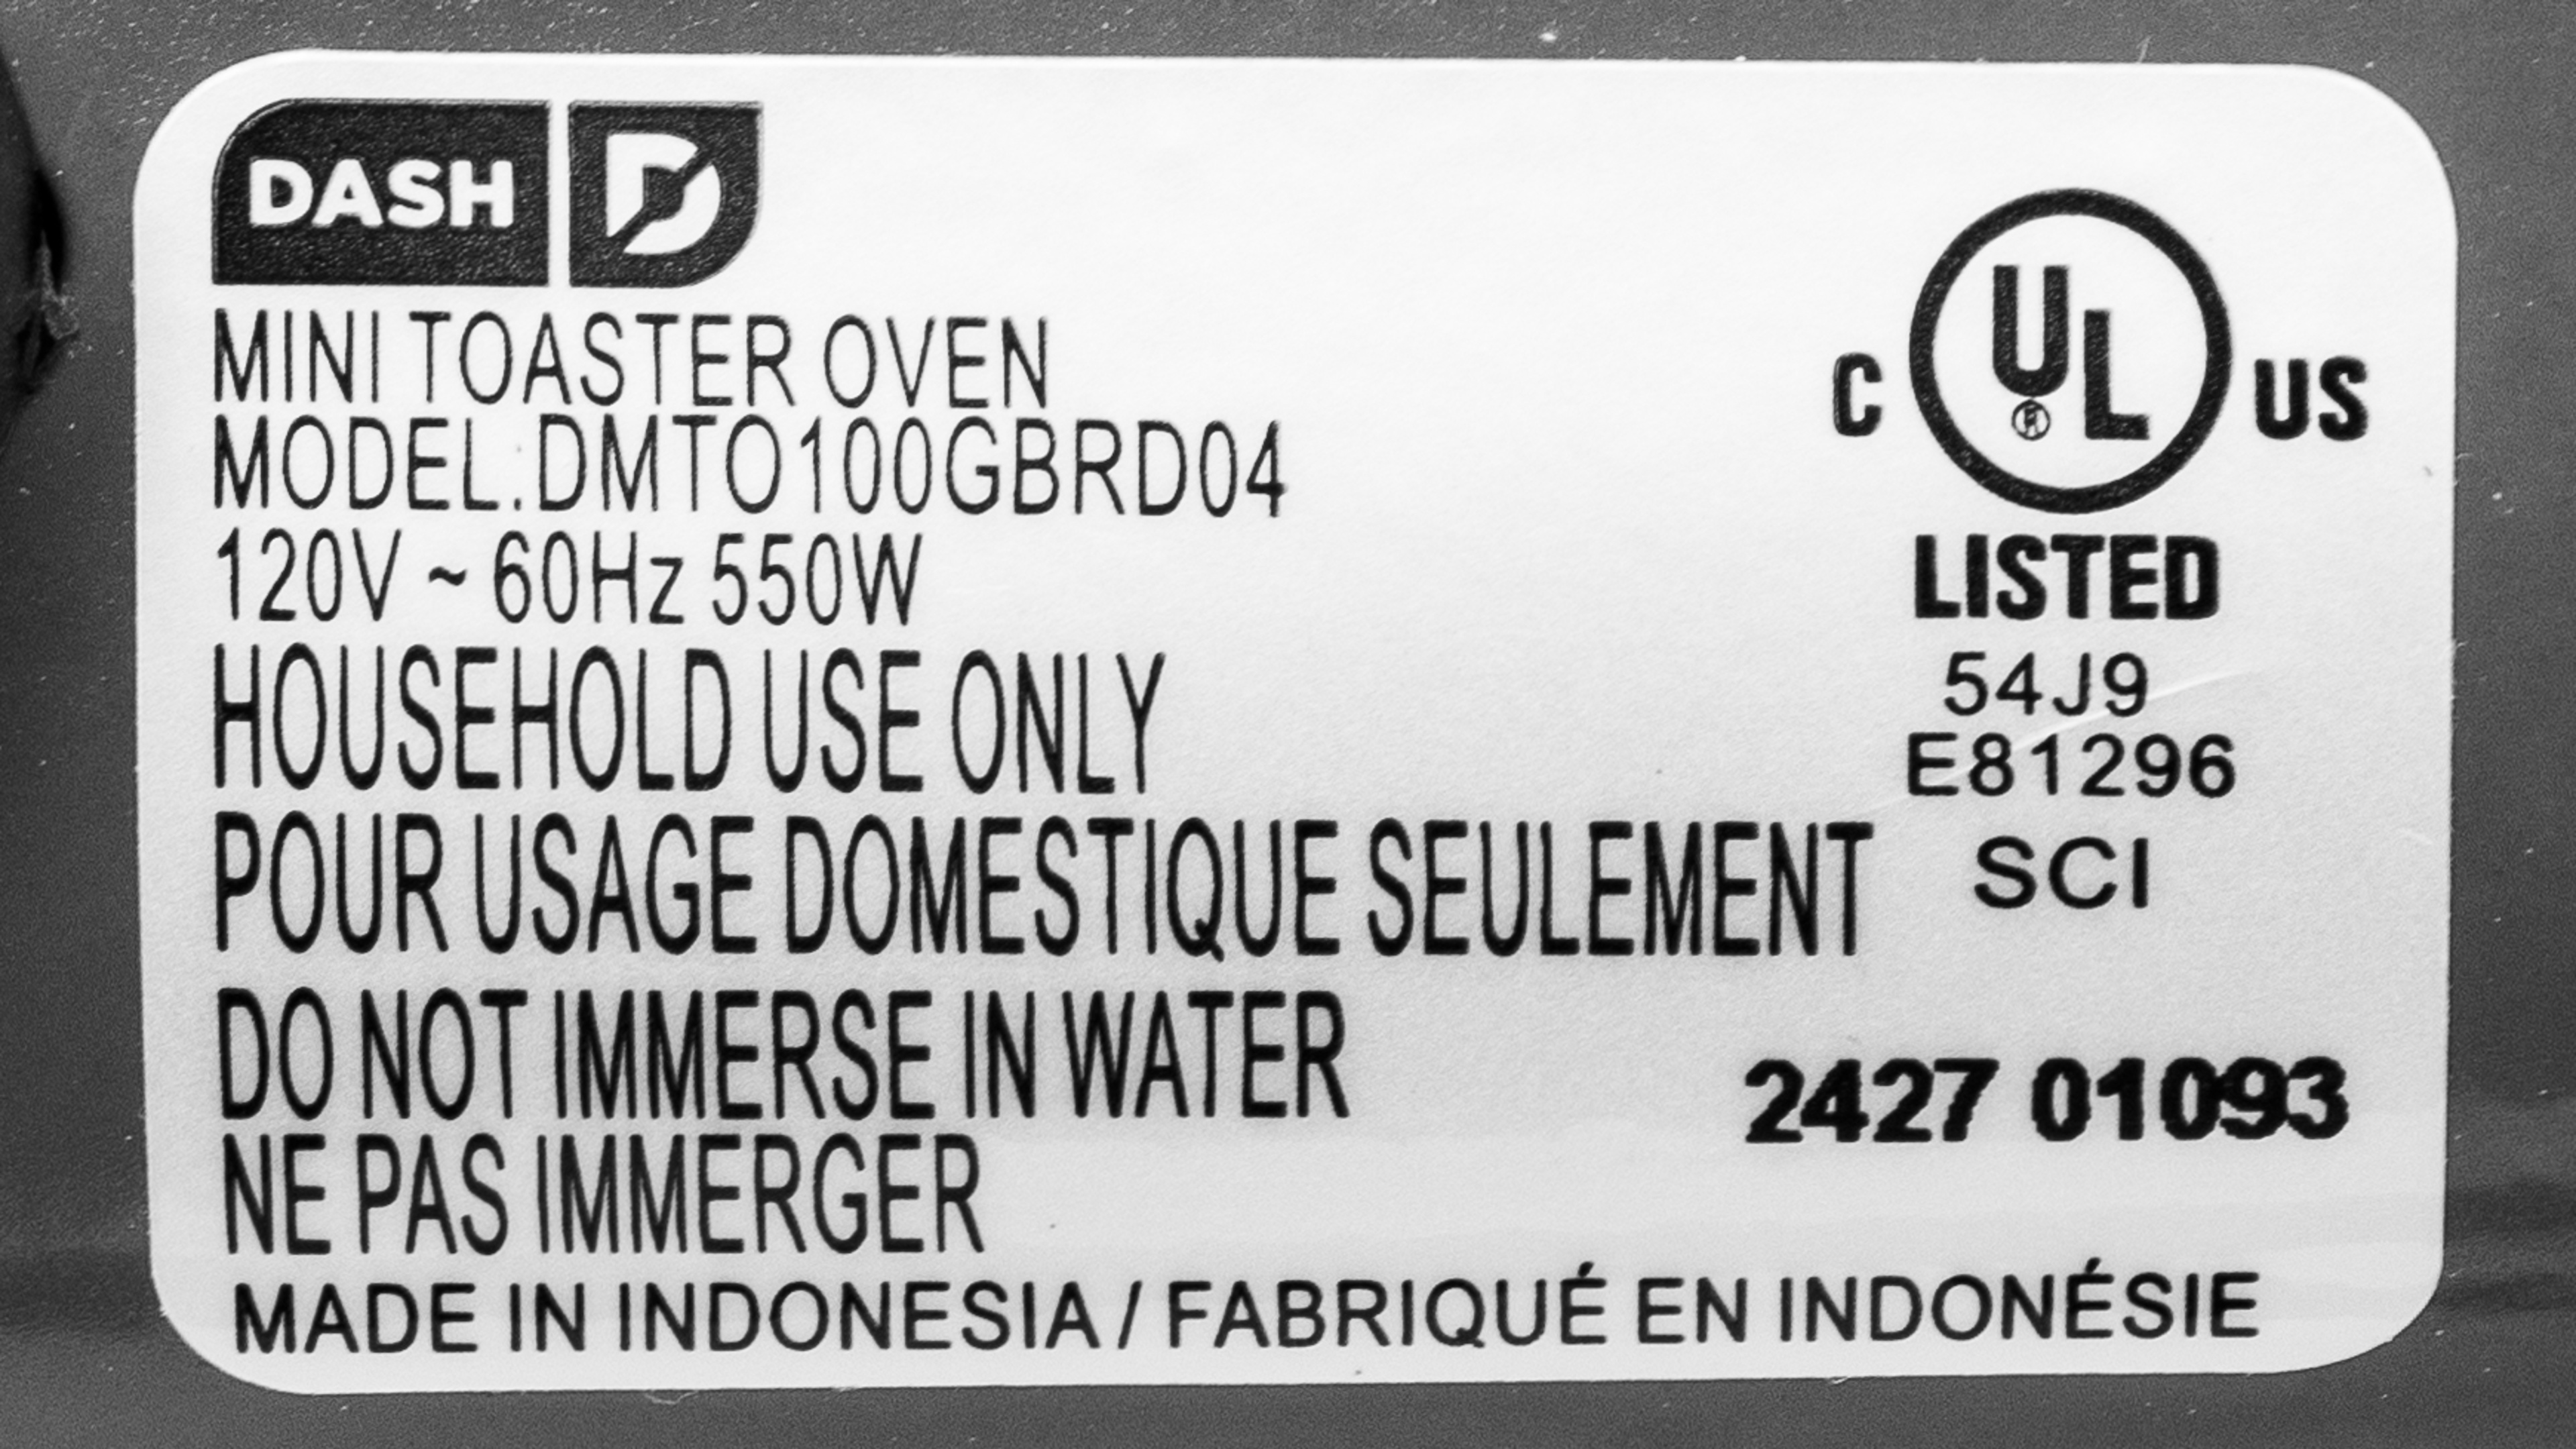 DASH D
MINI TOASTER OVEN
MODEL.DMTO100GBRD04
120V ~ 60Hz 550W
HOUSEHOLD USE ONLY
POUR USAGE DOMESTIQUE SEULEMENT
DO NOT IMMERSE IN WATER
NE PAS IMMERGER
MADE IN INDONESIA / FABRIQUÉ EN INDONÉSIE
C UL® US
LISTED
54J9
E81296
SCI
2427 01093